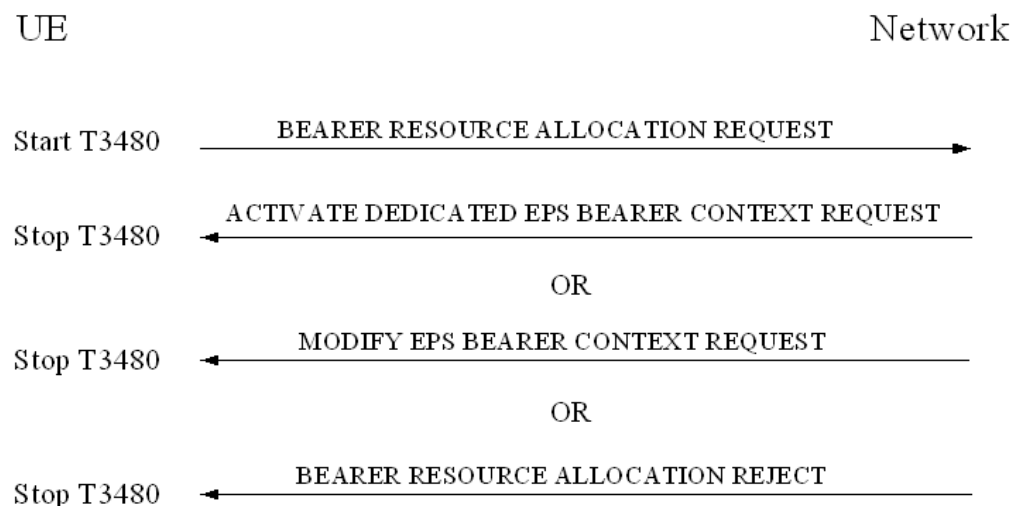 UE Network
Start T3480 BEARER RESOURCE ALLOCATION REQUEST
Stop T3480 ACTIVATE DEDICATED EPS BEARER CONTEXT REQUEST
OR
Stop T3480 MODIFY EPS BEARER CONTEXT REQUEST
OR
Stop T3480 BEARER RESOURCE ALLOCATION REJECT